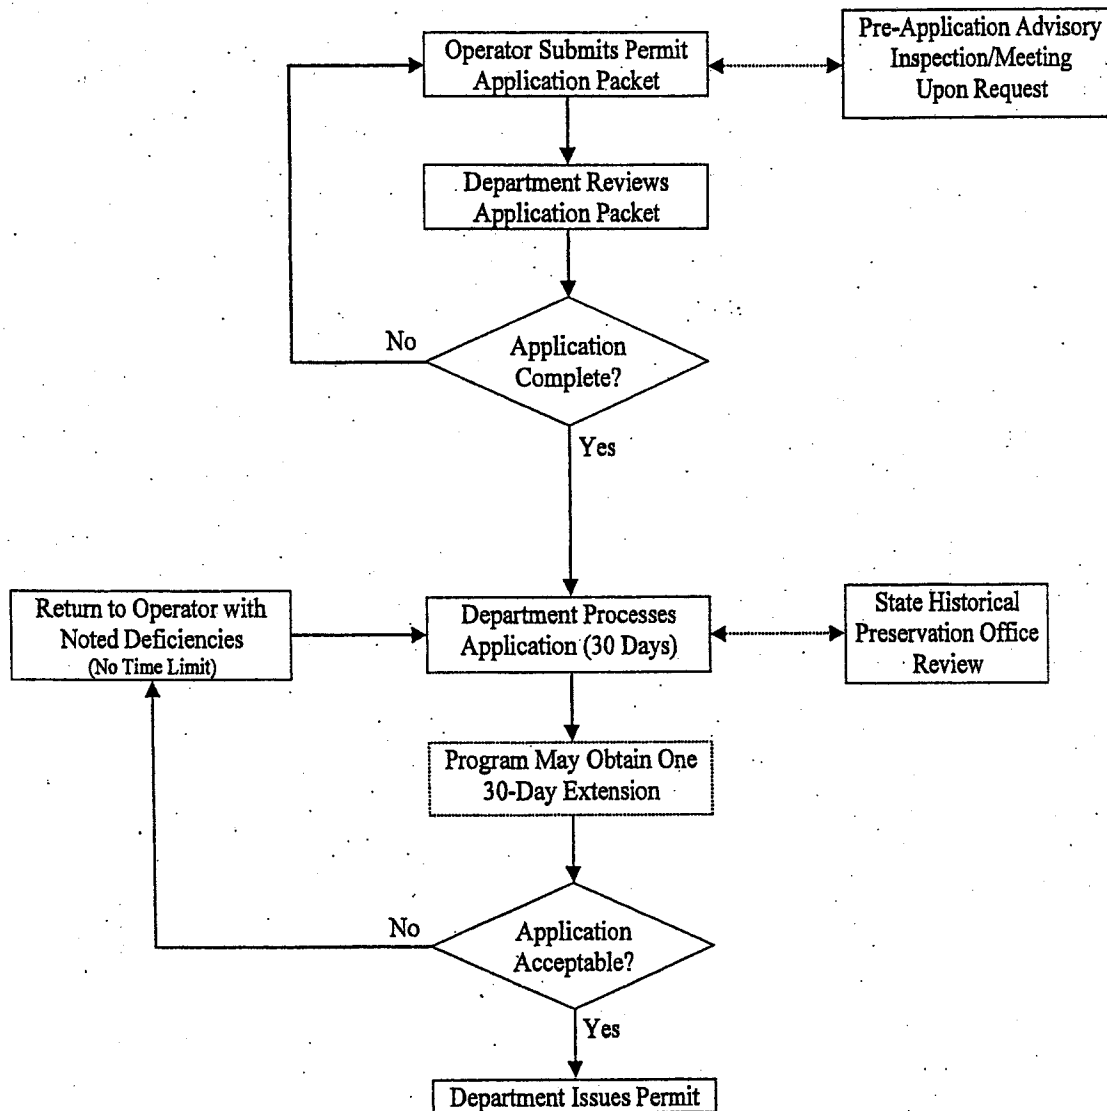 Operator Submits Permit
Application Packet
Pre-Application Advisory
Inspection/Meeting
Upon Request
Department Reviews
Application Packet
No
Application
Complete?
Yes
Return to Operator with
Noted Deficiencies
(No Time Limit)
Department Processes
Application (30 Days)
State Historical
Preservation Office
Review
Program May Obtain One
30-Day Extension
No
Application
Acceptable?
Yes
Department Issues Permit